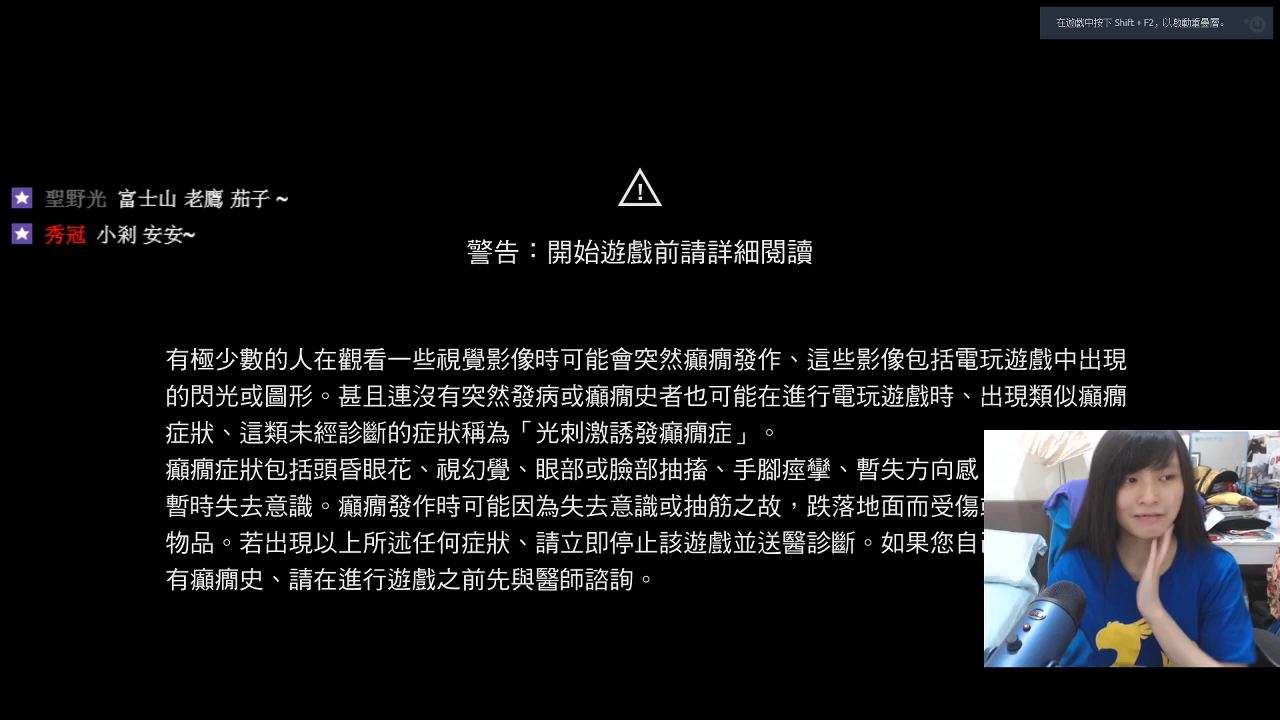 在遊戲中按下 Shift + F2，以啟動重疊層。
聖野光 富士山 老鷹 茄子 ~
秀冠 小剎 安安~
警告：開始遊戲前請詳細閱讀
有極少數的人在觀看一些視覺影像時可能會突然癲癇發作、這些影像包括電玩遊戲中出現
的閃光或圖形。甚且連沒有突然發病或癲癇史者也可能在進行電玩遊戲時、出現類似癲癇
症狀、這類未經診斷的症狀稱為「光刺激誘發癲癇症」。
癲癇症狀包括頭昏眼花、視幻覺、眼部或臉部抽搐、手腳痙攣、暫失方向感
暫時失去意識。癲癇發作時可能因為失去意識或抽筋之故，跌落地面而受傷
物品。若出現以上所述任何症狀、請立即停止該遊戲並送醫診斷。如果您自
有癲癇史、請在進行遊戲之前先與醫師諮詢。